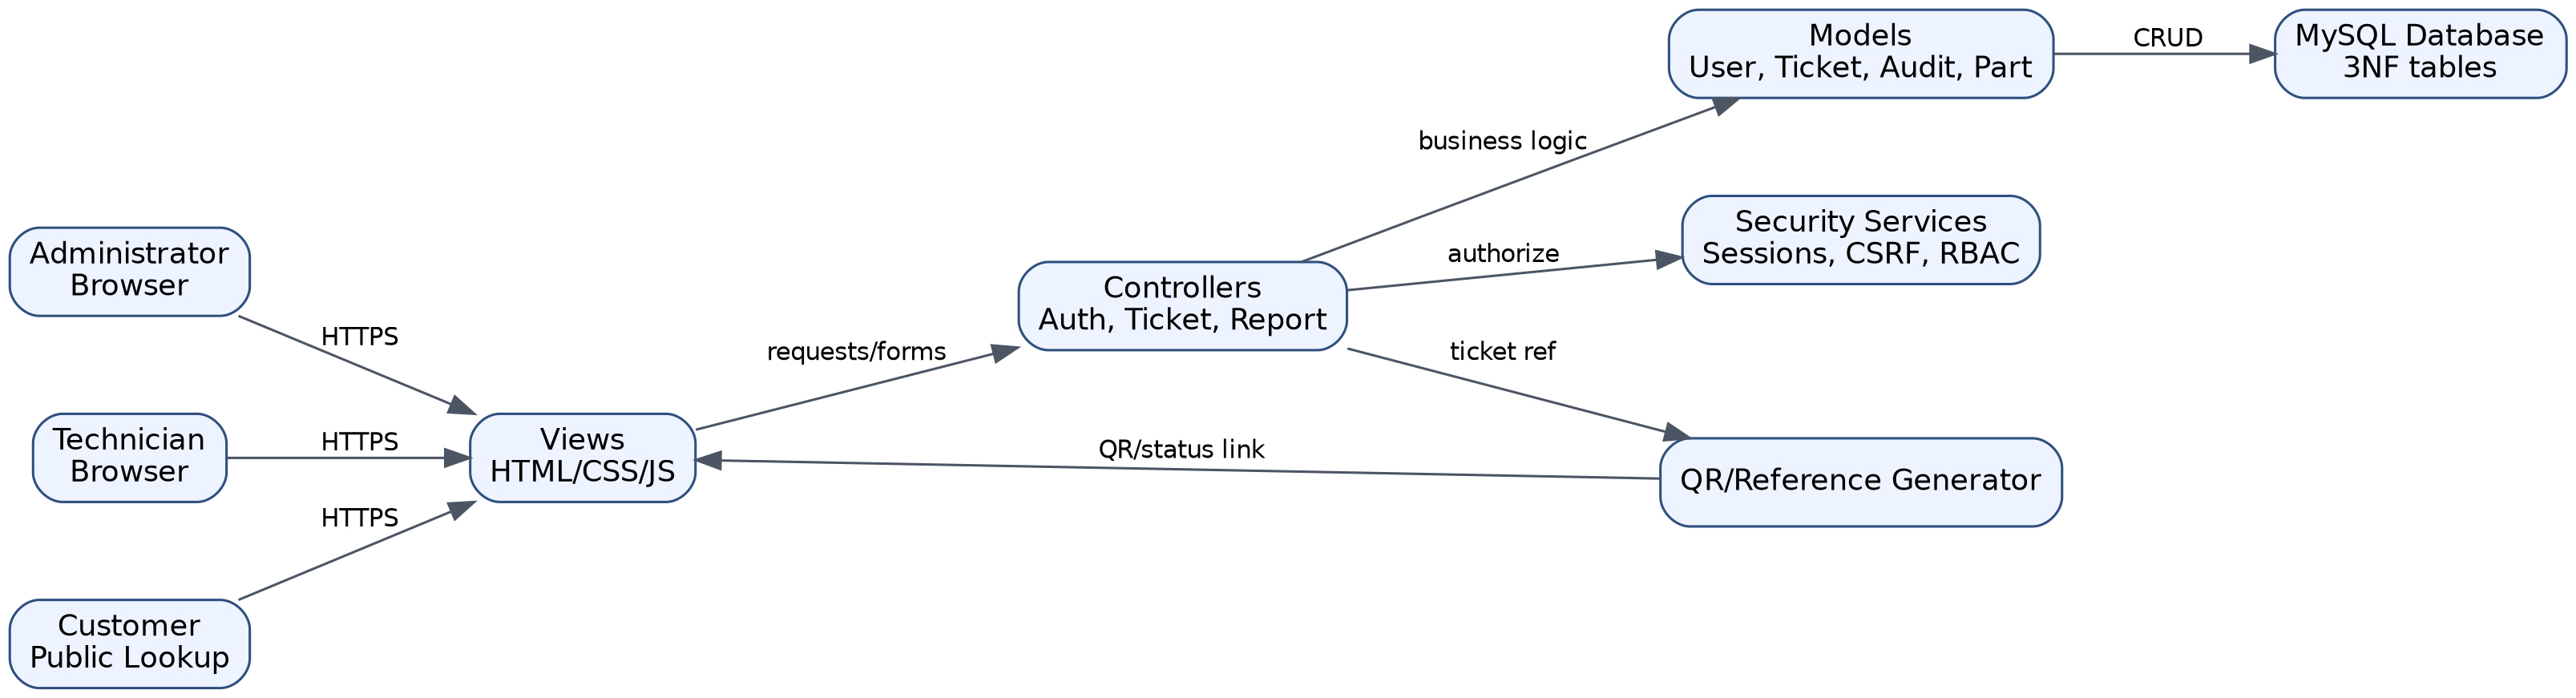 Administrator
Browser
Technician
Browser
Customer
Public Lookup
HTTPS
HTTPS
HTTPS
Views
HTML/CSS/JS
requests/forms
Controllers
Auth, Ticket, Report
business logic
authorize
ticket ref
QR/status link
Models
User, Ticket, Audit, Part
Security Services
Sessions, CSRF, RBAC
QR/Reference Generator
CRUD
MySQL Database
3NF tables